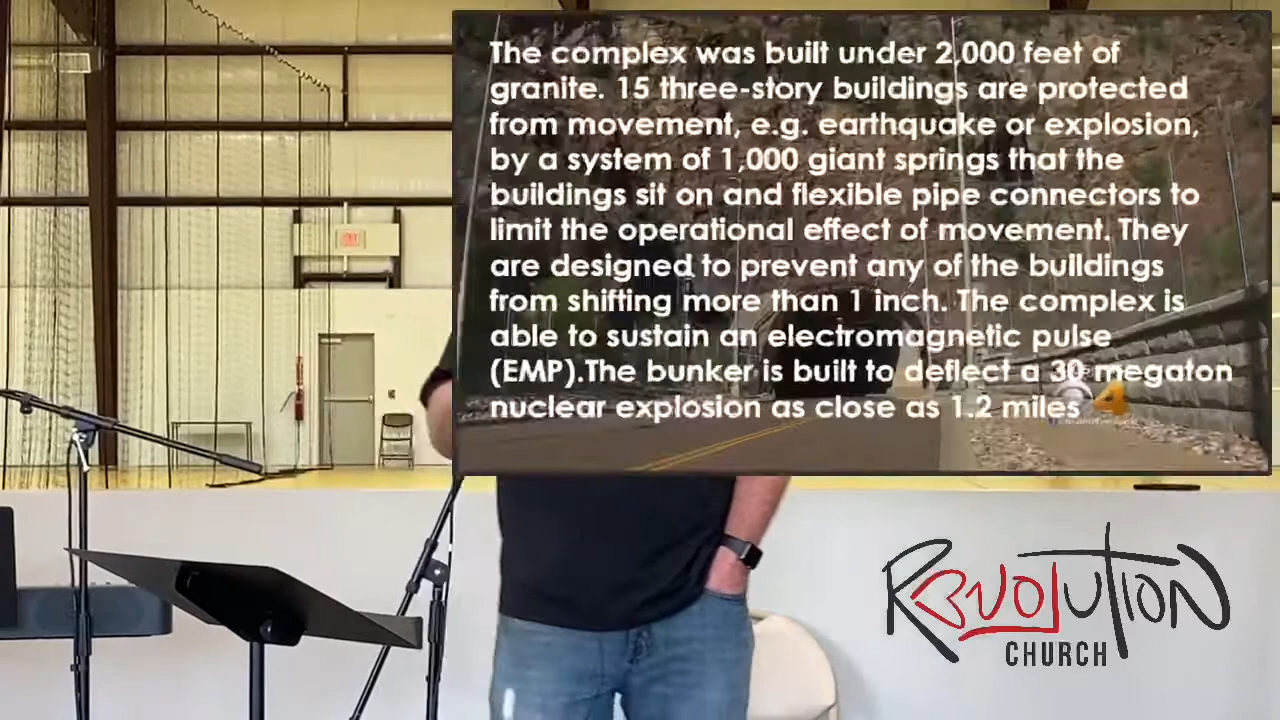 The complex was built under 2,000 feet of
granite. 15 three-story buildings are protected
from movement, e.g. earthquake or explosion,
by a system of 1,000 giant springs that the
buildings sit on and flexible pipe connectors to
limit the operational effect of movement. They
are designed to prevent any of the buildings
from shifting more than 1 inch. The complex is
able to sustain an electromagnetic pulse
(EMP).The bunker is built to deflect a 30 megaton
nuclear explosion as close as 1.2 miles
4
REVOLUTION
CHURCH